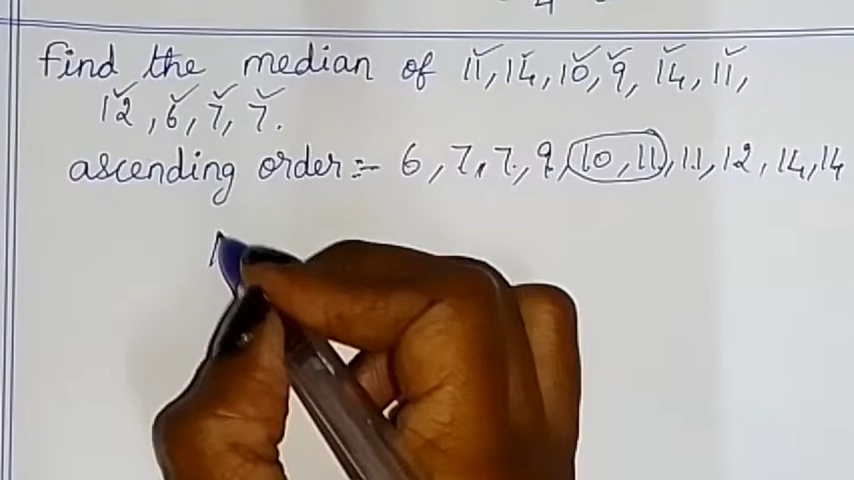 Find the median of 11, 14, 10, 9, 14, 11,
12, 6, 7, 7.
ascending order :- 6, 7, 7, 9, 10, 11, 11, 12, 14, 14